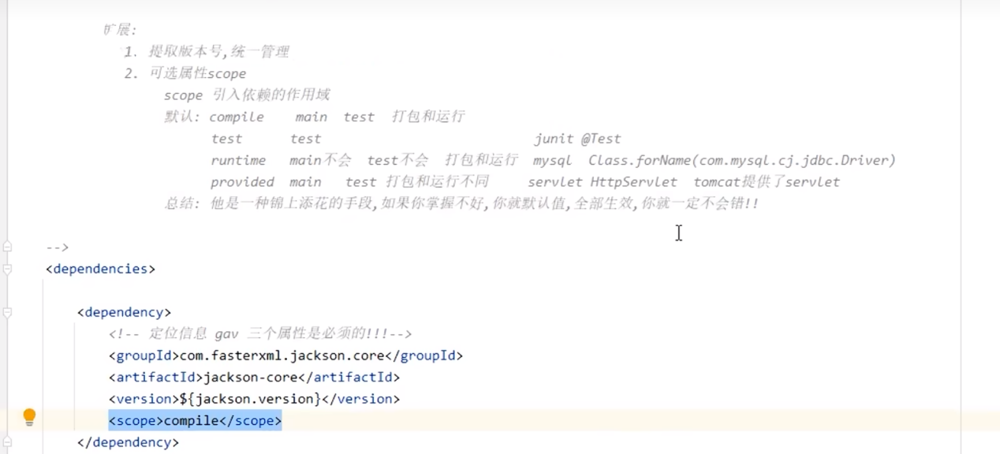 扩展:
1. 提取版本号,统一管理
2. 可选属性scope
scope 引入依赖的作用域
默认: compile main test 打包和运行
test test junit @Test
runtime main不会 test不会 打包和运行 mysql Class.forName(com.mysql.cj.jdbc.Driver)
provided main test 打包和运行不同 servlet HttpServlet tomcat提供了servlet
总结: 他是一种锦上添花的手段,如果你掌握不好,你就默认值,全部生效,你就一定不会错!!
-->
<dependencies>
<dependency>
<!-- 定位信息 gav 三个属性是必须的!!!-->
<groupId>com.fasterxml.jackson.core</groupId>
<artifactId>jackson-core</artifactId>
<version>${jackson.version}</version>
<scope>compile</scope>
</dependency>